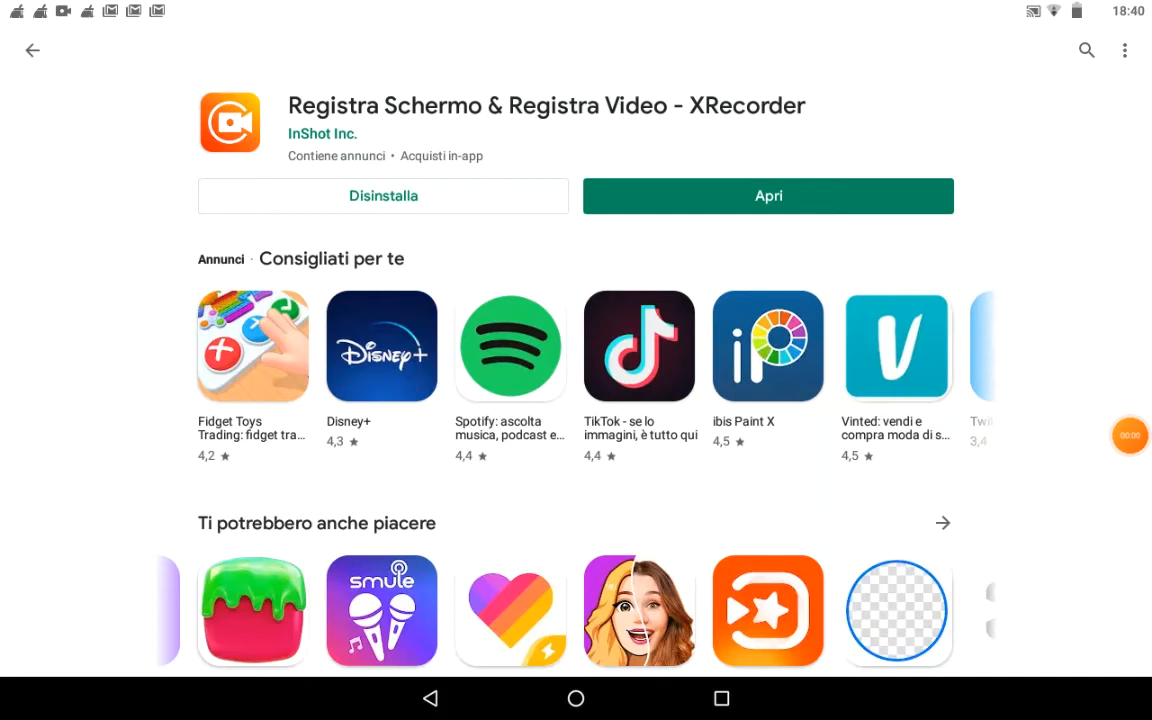 18:40
Registra Schermo & Registra Video - XRecorder
InShot Inc.
Contiene annunci • Acquisti in-app
Disinstalla
Apri
Annunci · Consigliati per te
Disney+
iP
V
Fidget Toys
Trading: fidget tra...
4,2 ★
Disney+
4,3 ★
Spotify: ascolta
musica, podcast e...
4,4 ★
TikTok - se lo
immagini, è tutto qui
4,4 ★
ibis Paint X
4,5 ★
Vinted: vendi e
compra moda di s...
4,5 ★
3,4
00:00
Ti potrebbero anche piacere
smule